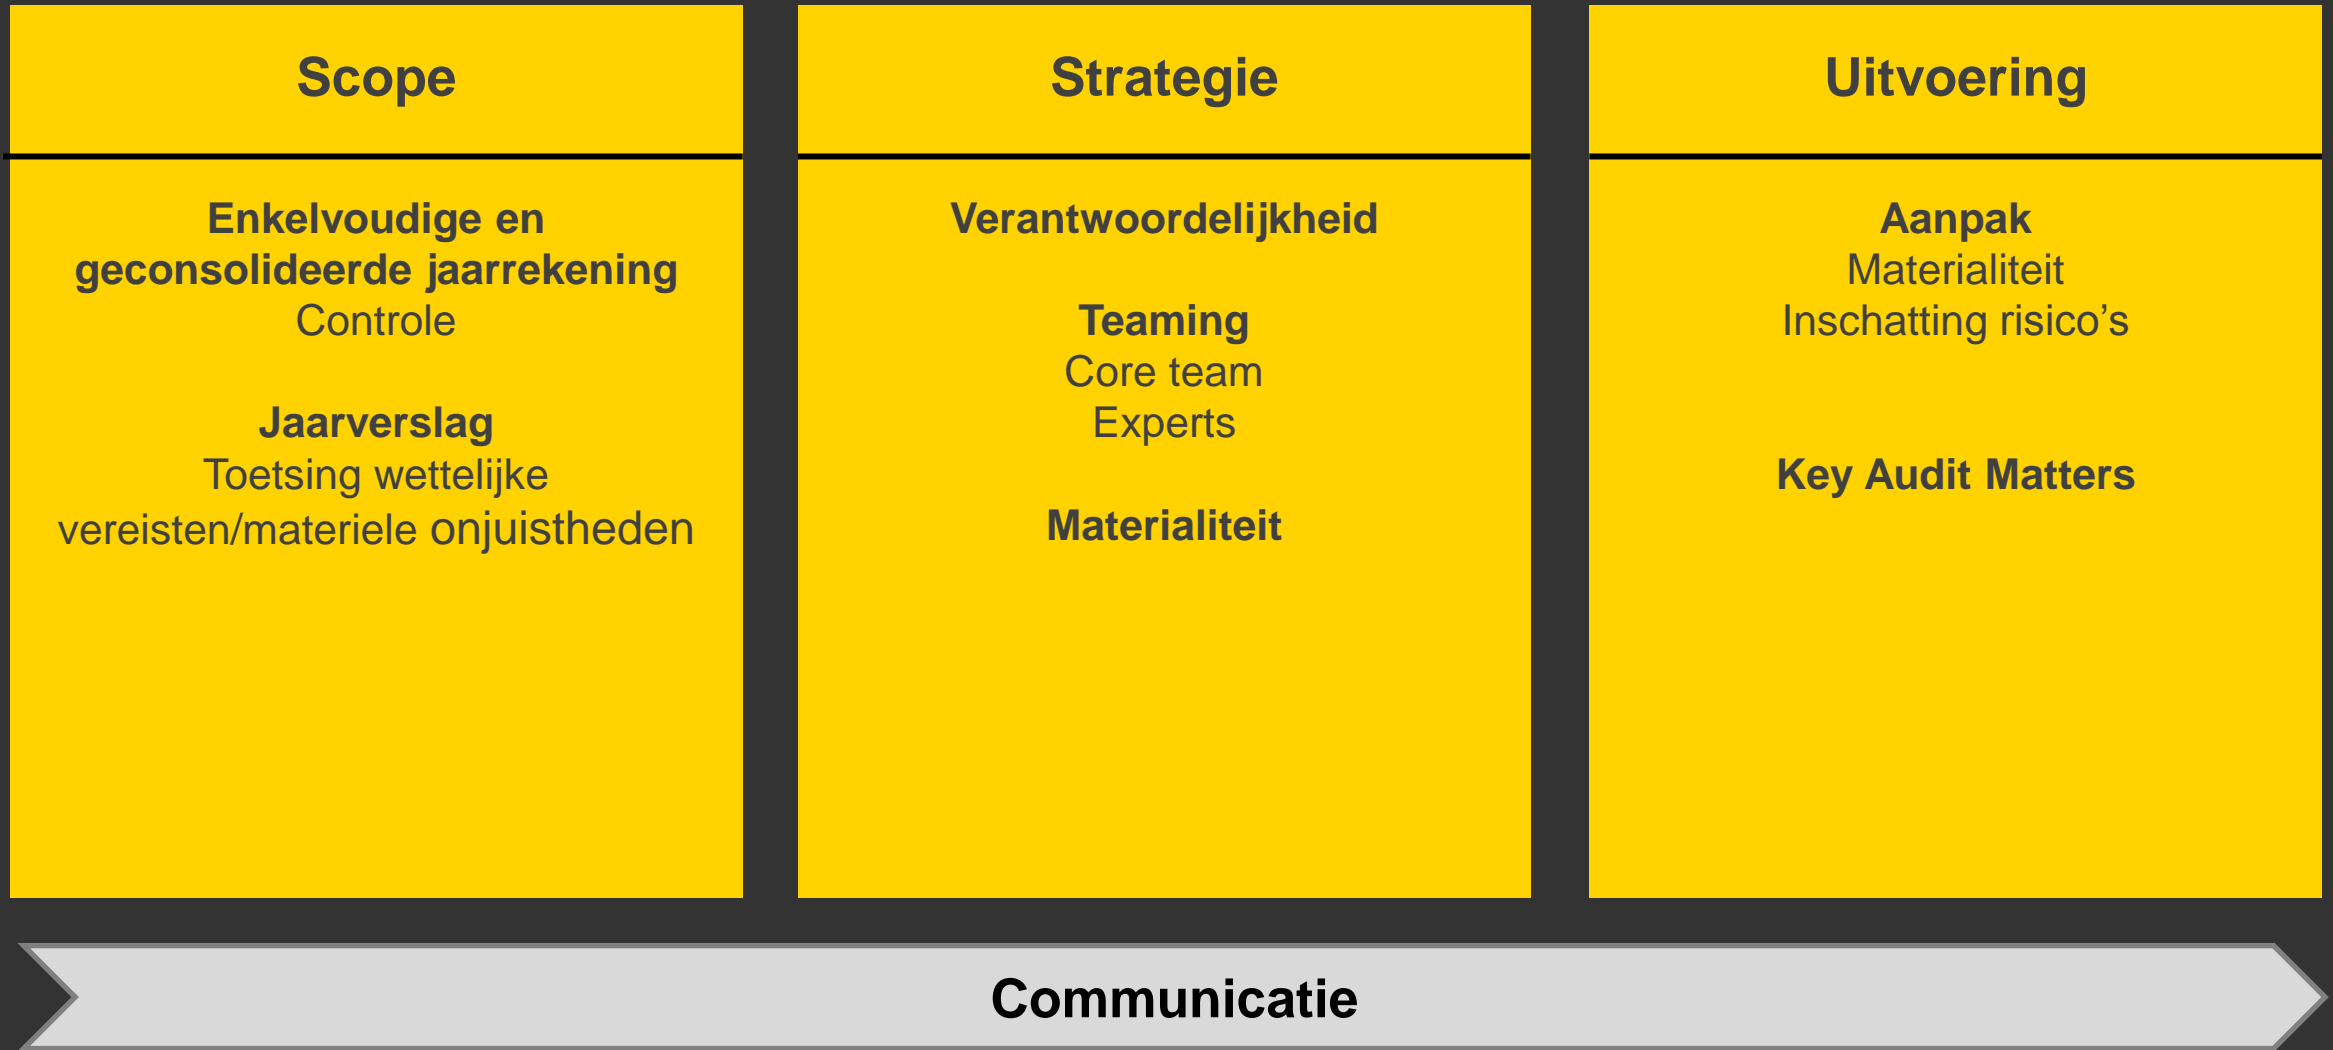 Scope
Enkelvoudige en
geconsolideerde jaarrekening
Controle
Jaarverslag
Toetsing wettelijke
vereisten/materiele onjuistheden
Strategie
Verantwoordelijkheid
Teaming
Core team
Experts
Materialiteit
Uitvoering
Aanpak
Materialiteit
Inschatting risico’s
Key Audit Matters
Communicatie